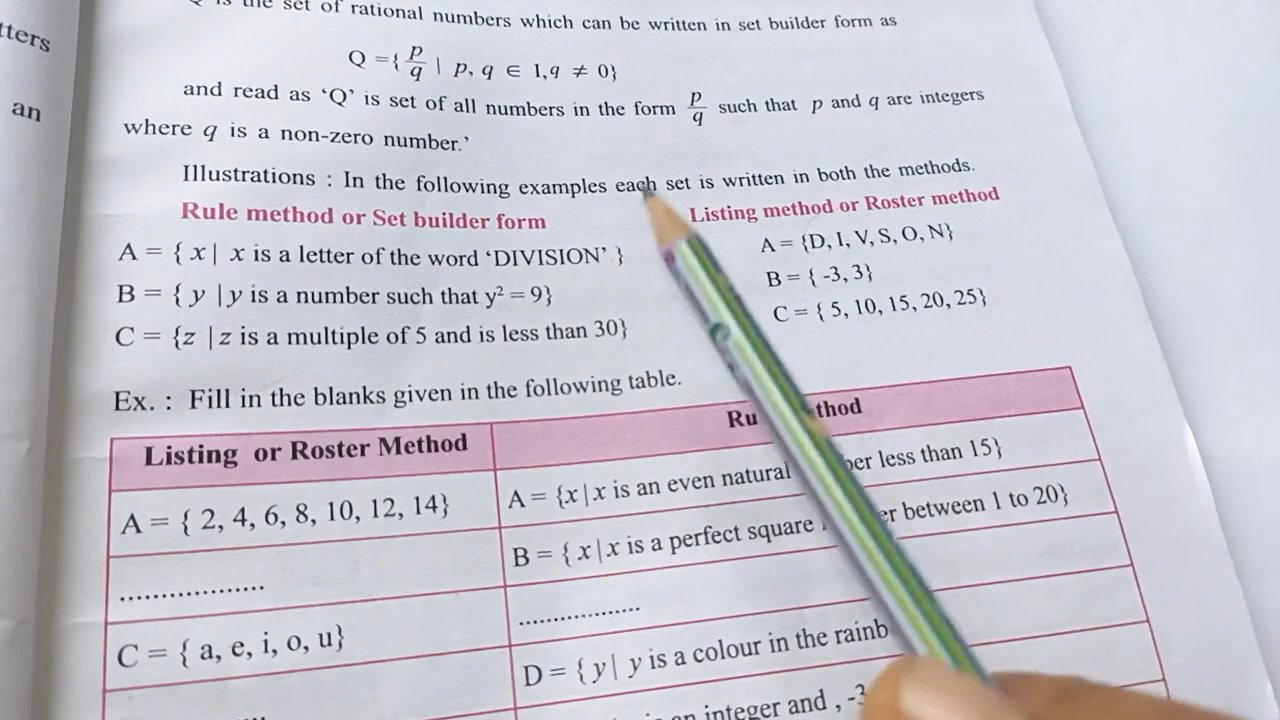 tters
an
is the set of rational numbers which can be written in set builder form as
Q ={ p/q | p, q ∈ I,q ≠ 0}
and read as ‘Q’ is set of all numbers in the form p/q such that p and q are integers
where q is a non-zero number.’
Illustrations : In the following examples each set is written in both the methods.
Rule method or Set builder form Listing method or Roster method
A = { x | x is a letter of the word ‘DIVISION’ } A = {D, I, V, S, O, N}
B = { y | y is a number such that y² = 9} B = { -3, 3}
C = {z | z is a multiple of 5 and is less than 30} C = { 5, 10, 15, 20, 25}
Ex. : Fill in the blanks given in the following table.
Listing or Roster Method Ru thod
A = { 2, 4, 6, 8, 10, 12, 14} A = {x | x is an even natural ber less than 15}
.................. B = { x | x is a perfect square er between 1 to 20}
C = { a, e, i, o, u} ..................
D = { y | y is a colour in the rainb
integer and , -3